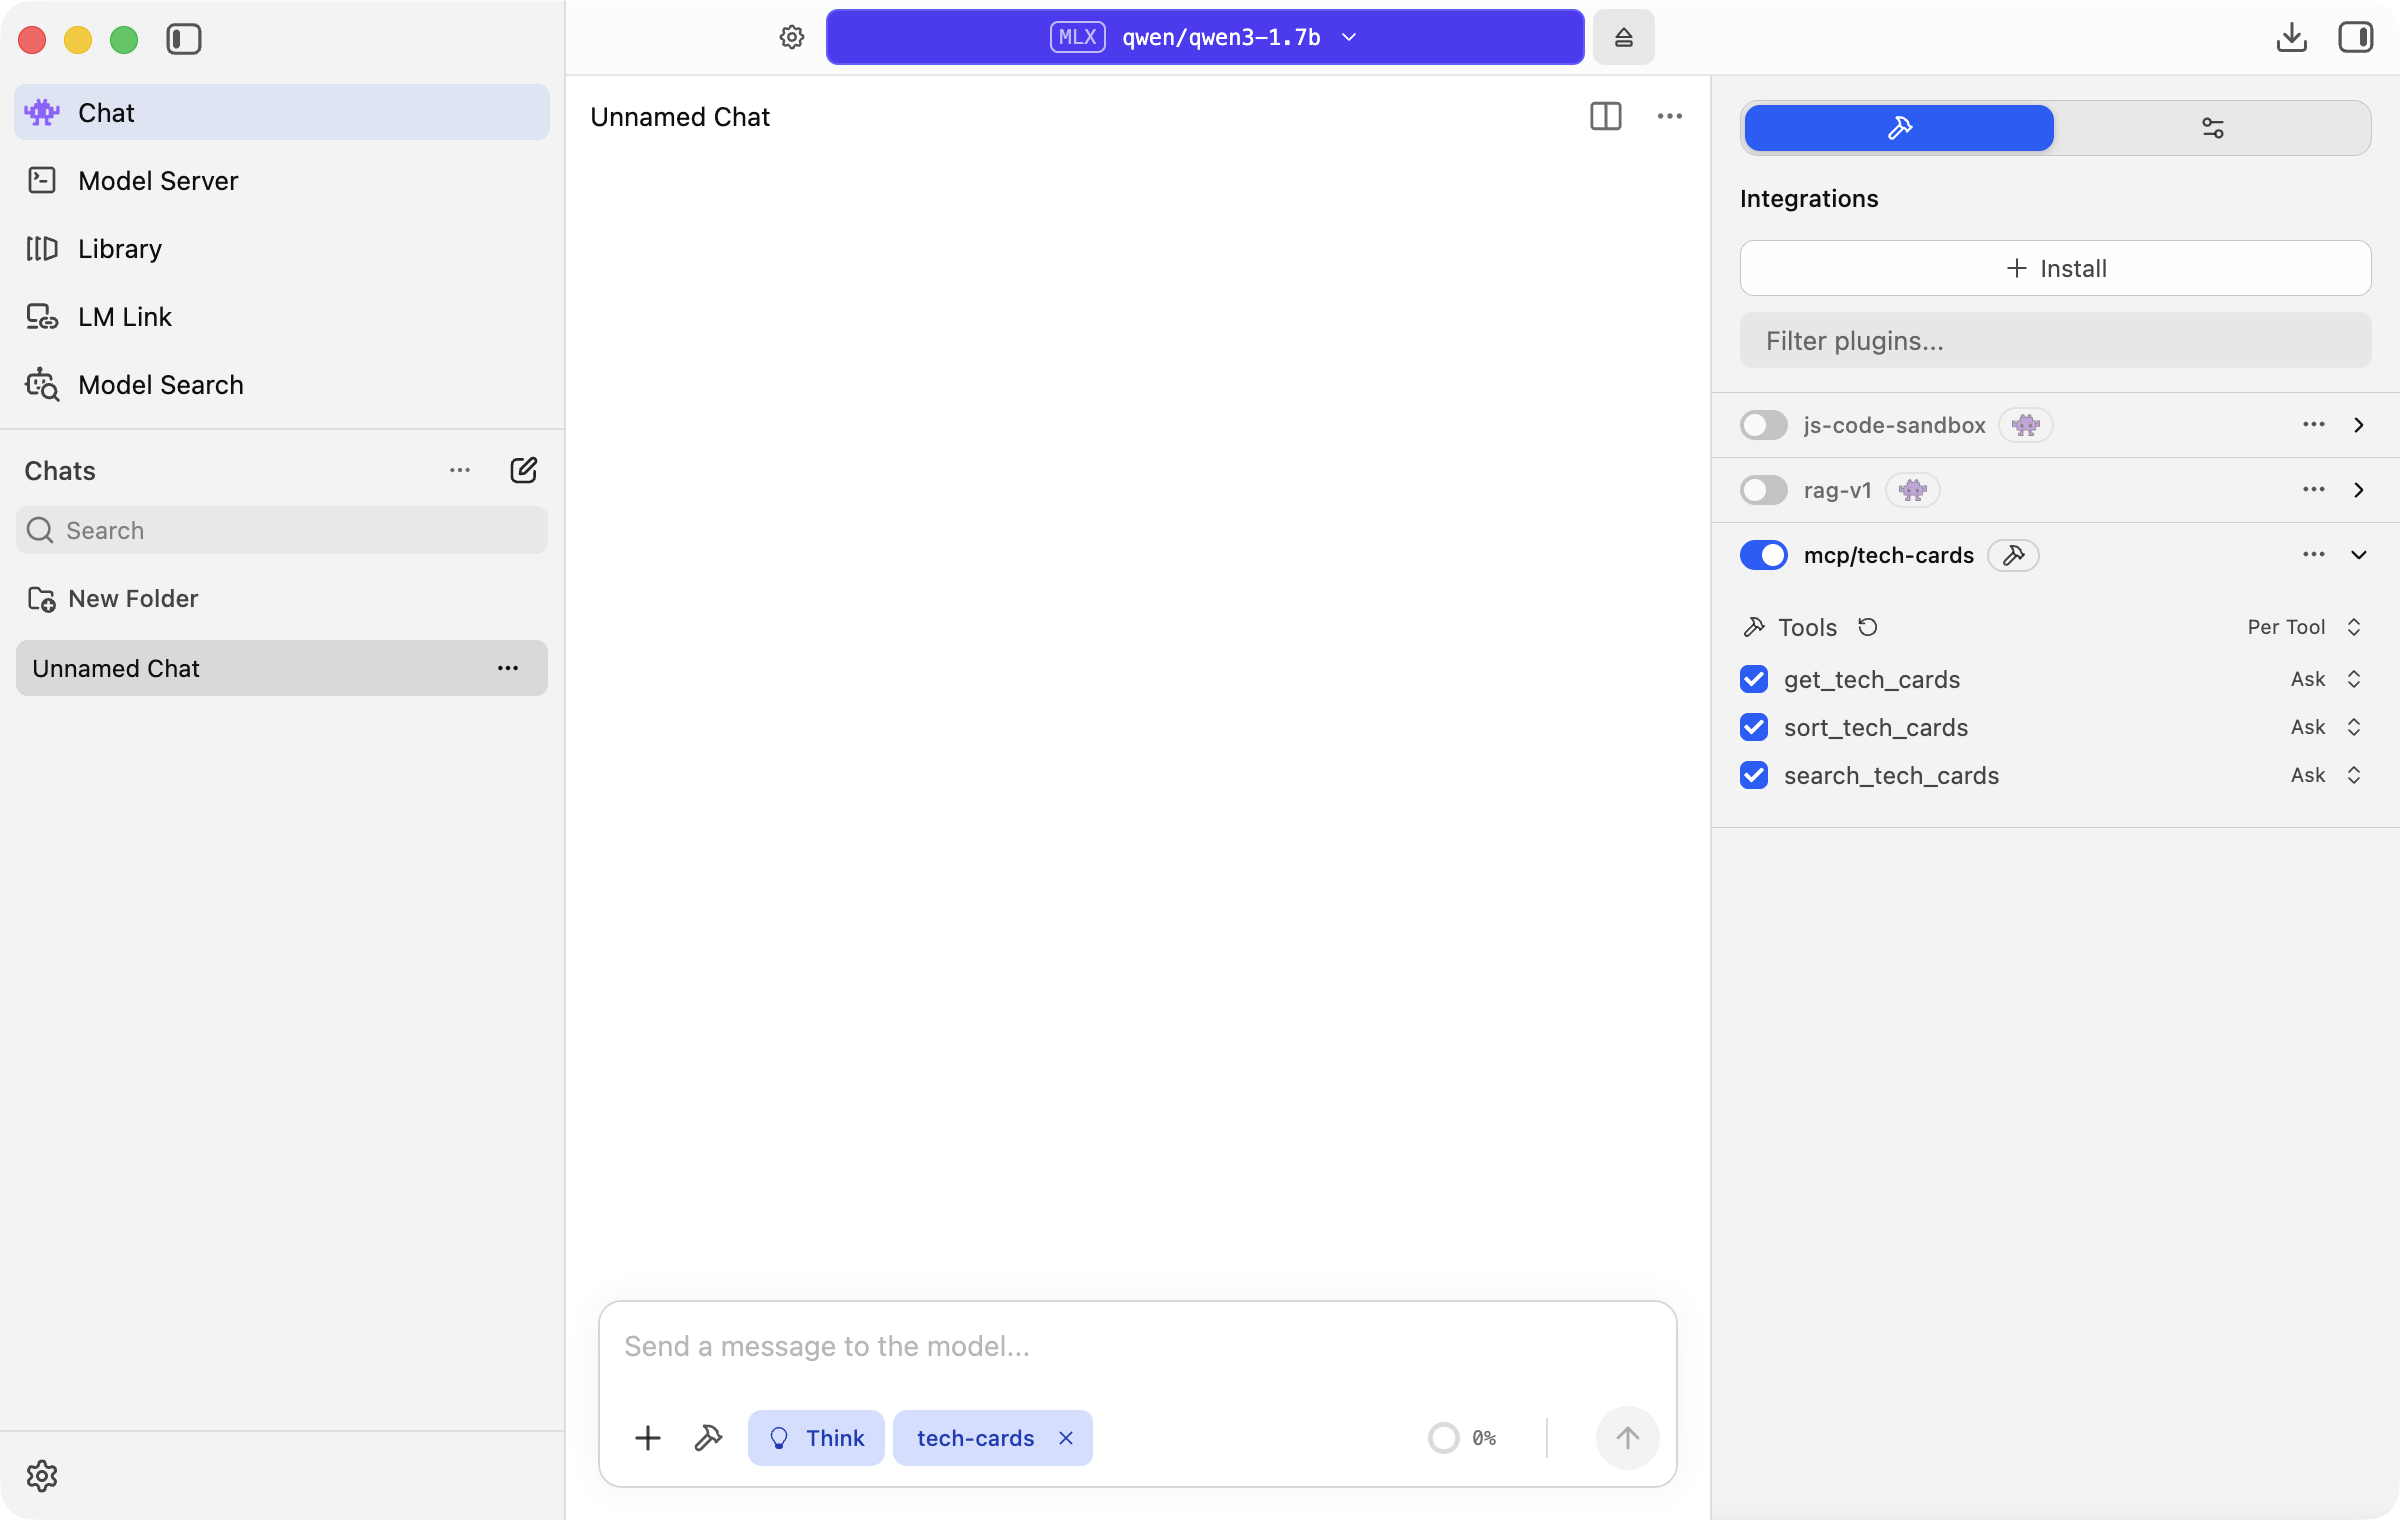 MLX qwen/qwen3-1.7b
Chat
Model Server
Library
LM Link
Model Search
Chats
Search
New Folder
Unnamed Chat
Unnamed Chat
Send a message to the model...
Think
tech-cards
0%
Integrations
Install
Filter plugins...
js-code-sandbox
rag-v1
mcp/tech-cards
Tools
Per Tool
get_tech_cards
Ask
sort_tech_cards
Ask
search_tech_cards
Ask